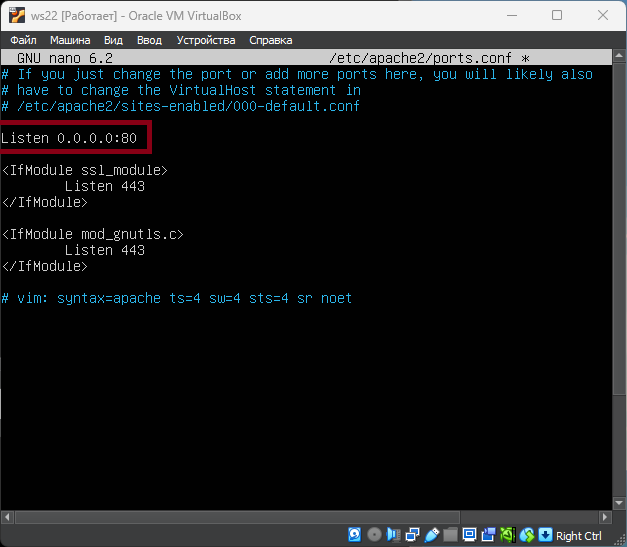 ws22 [Работает] - Oracle VM VirtualBox
Файл Машина Вид Ввод Устройства Справка
GNU nano 6.2 /etc/apache2/ports.conf *
# If you just change the port or add more ports here, you will likely also
# have to change the VirtualHost statement in
# /etc/apache2/sites-enabled/000-default.conf
Listen 0.0.0.0:80
<IfModule ssl_module>
Listen 443
</IfModule>
<IfModule mod_gnutls.c>
Listen 443
</IfModule>
# vim: syntax=apache ts=4 sw=4 sts=4 sr noet
Right Ctrl